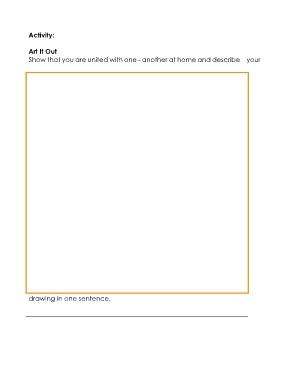 Activity:
Art It Out
Show that you are united with one - another at home and describe your
drawing in one sentence.